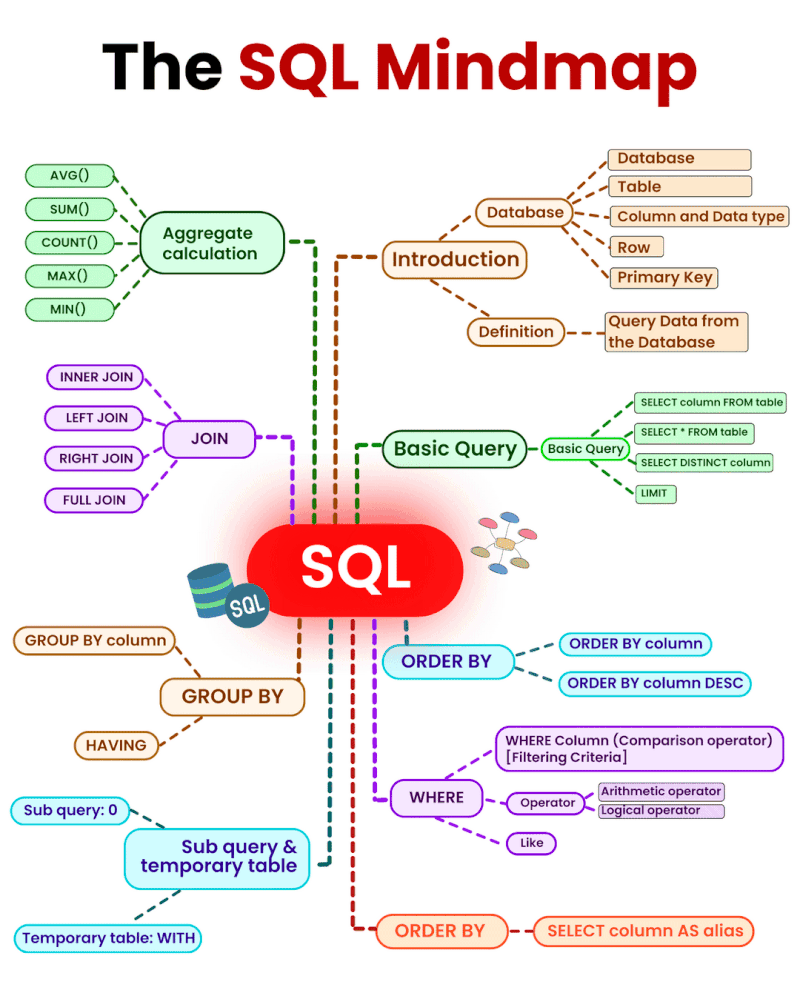 The SQL Mindmap
AVG()
SUM()
COUNT()
MAX()
MIN()
Aggregate
calculation
INNER JOIN
LEFT JOIN
RIGHT JOIN
FULL JOIN
JOIN
Introduction
Database
Database
Table
Column and Data type
Row
Primary Key
Definition
Query Data from
the Database
Basic Query
Basic Query
SELECT column FROM table
SELECT * FROM table
SELECT DISTINCT column
LIMIT
SQL
SQL
GROUP BY column
GROUP BY
HAVING
Sub query: 0
Sub query &
temporary table
Temporary table: WITH
ORDER BY
ORDER BY column
ORDER BY column DESC
WHERE
WHERE Column (Comparison operator)
[Filtering Criteria]
Operator
Arithmetic operator
Logical operator
Like
ORDER BY
SELECT column AS alias